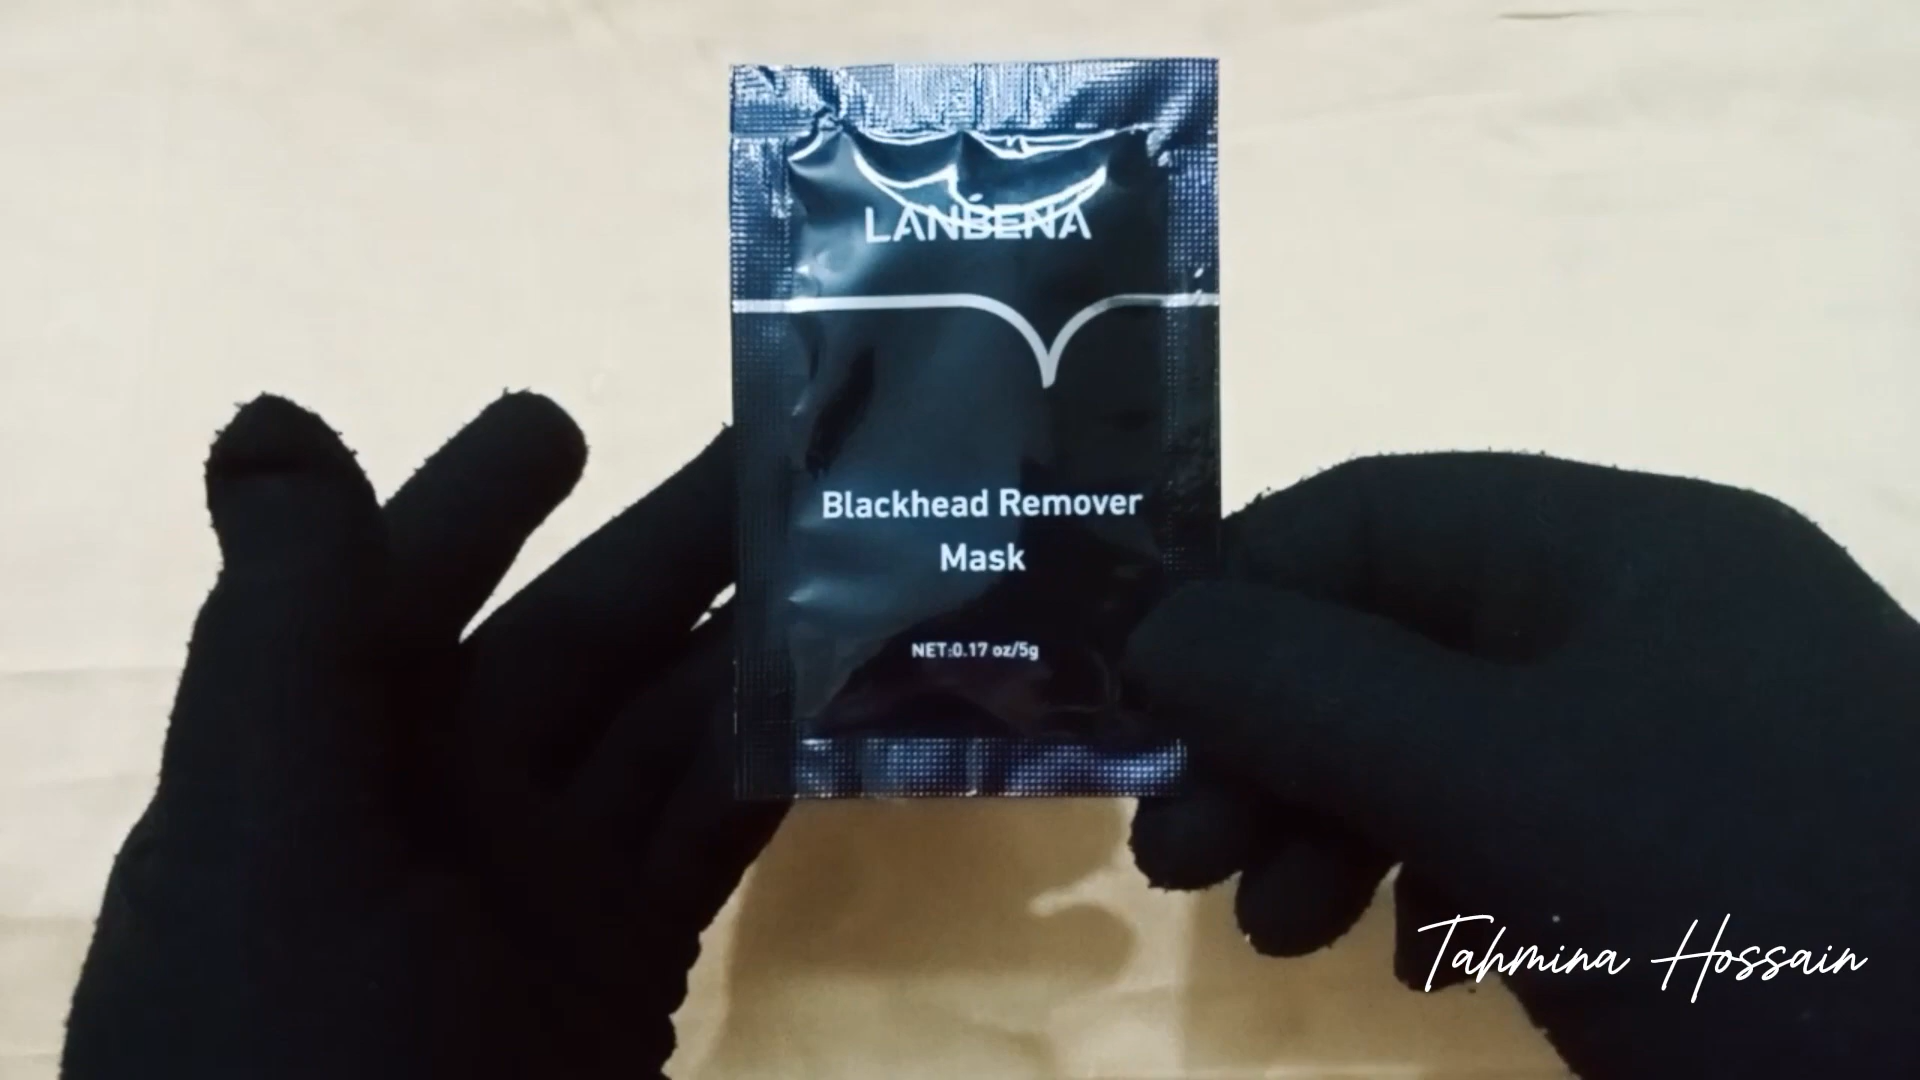 LANBENA
Blackhead Remover
Mask
NET:0.17 oz/5g
Tahmina Hossain